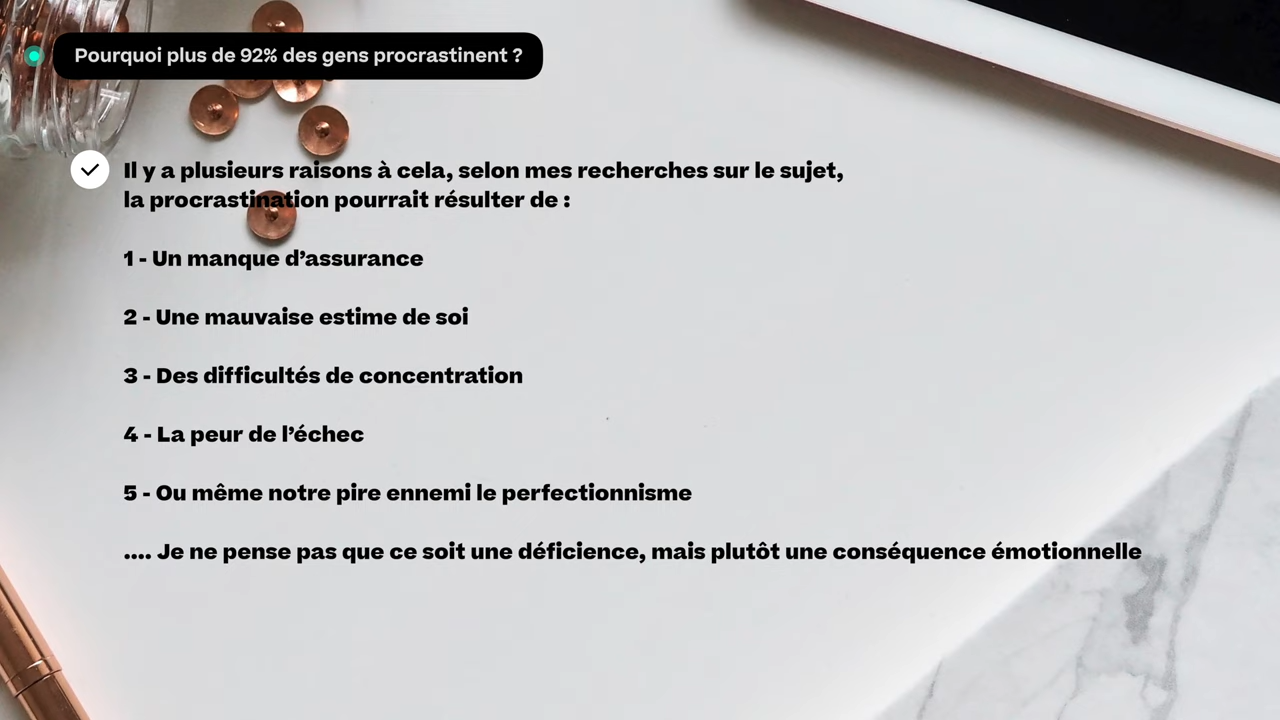 Pourquoi plus de 92% des gens procrastinent ?
Il y a plusieurs raisons à cela, selon mes recherches sur le sujet,
la procrastination pourrait résulter de :
1 - Un manque d’assurance
2 - Une mauvaise estime de soi
3 - Des difficultés de concentration
4 - La peur de l’échec
5 - Ou même notre pire ennemi le perfectionnisme
.... Je ne pense pas que ce soit une déficience, mais plutôt une conséquence émotionnelle